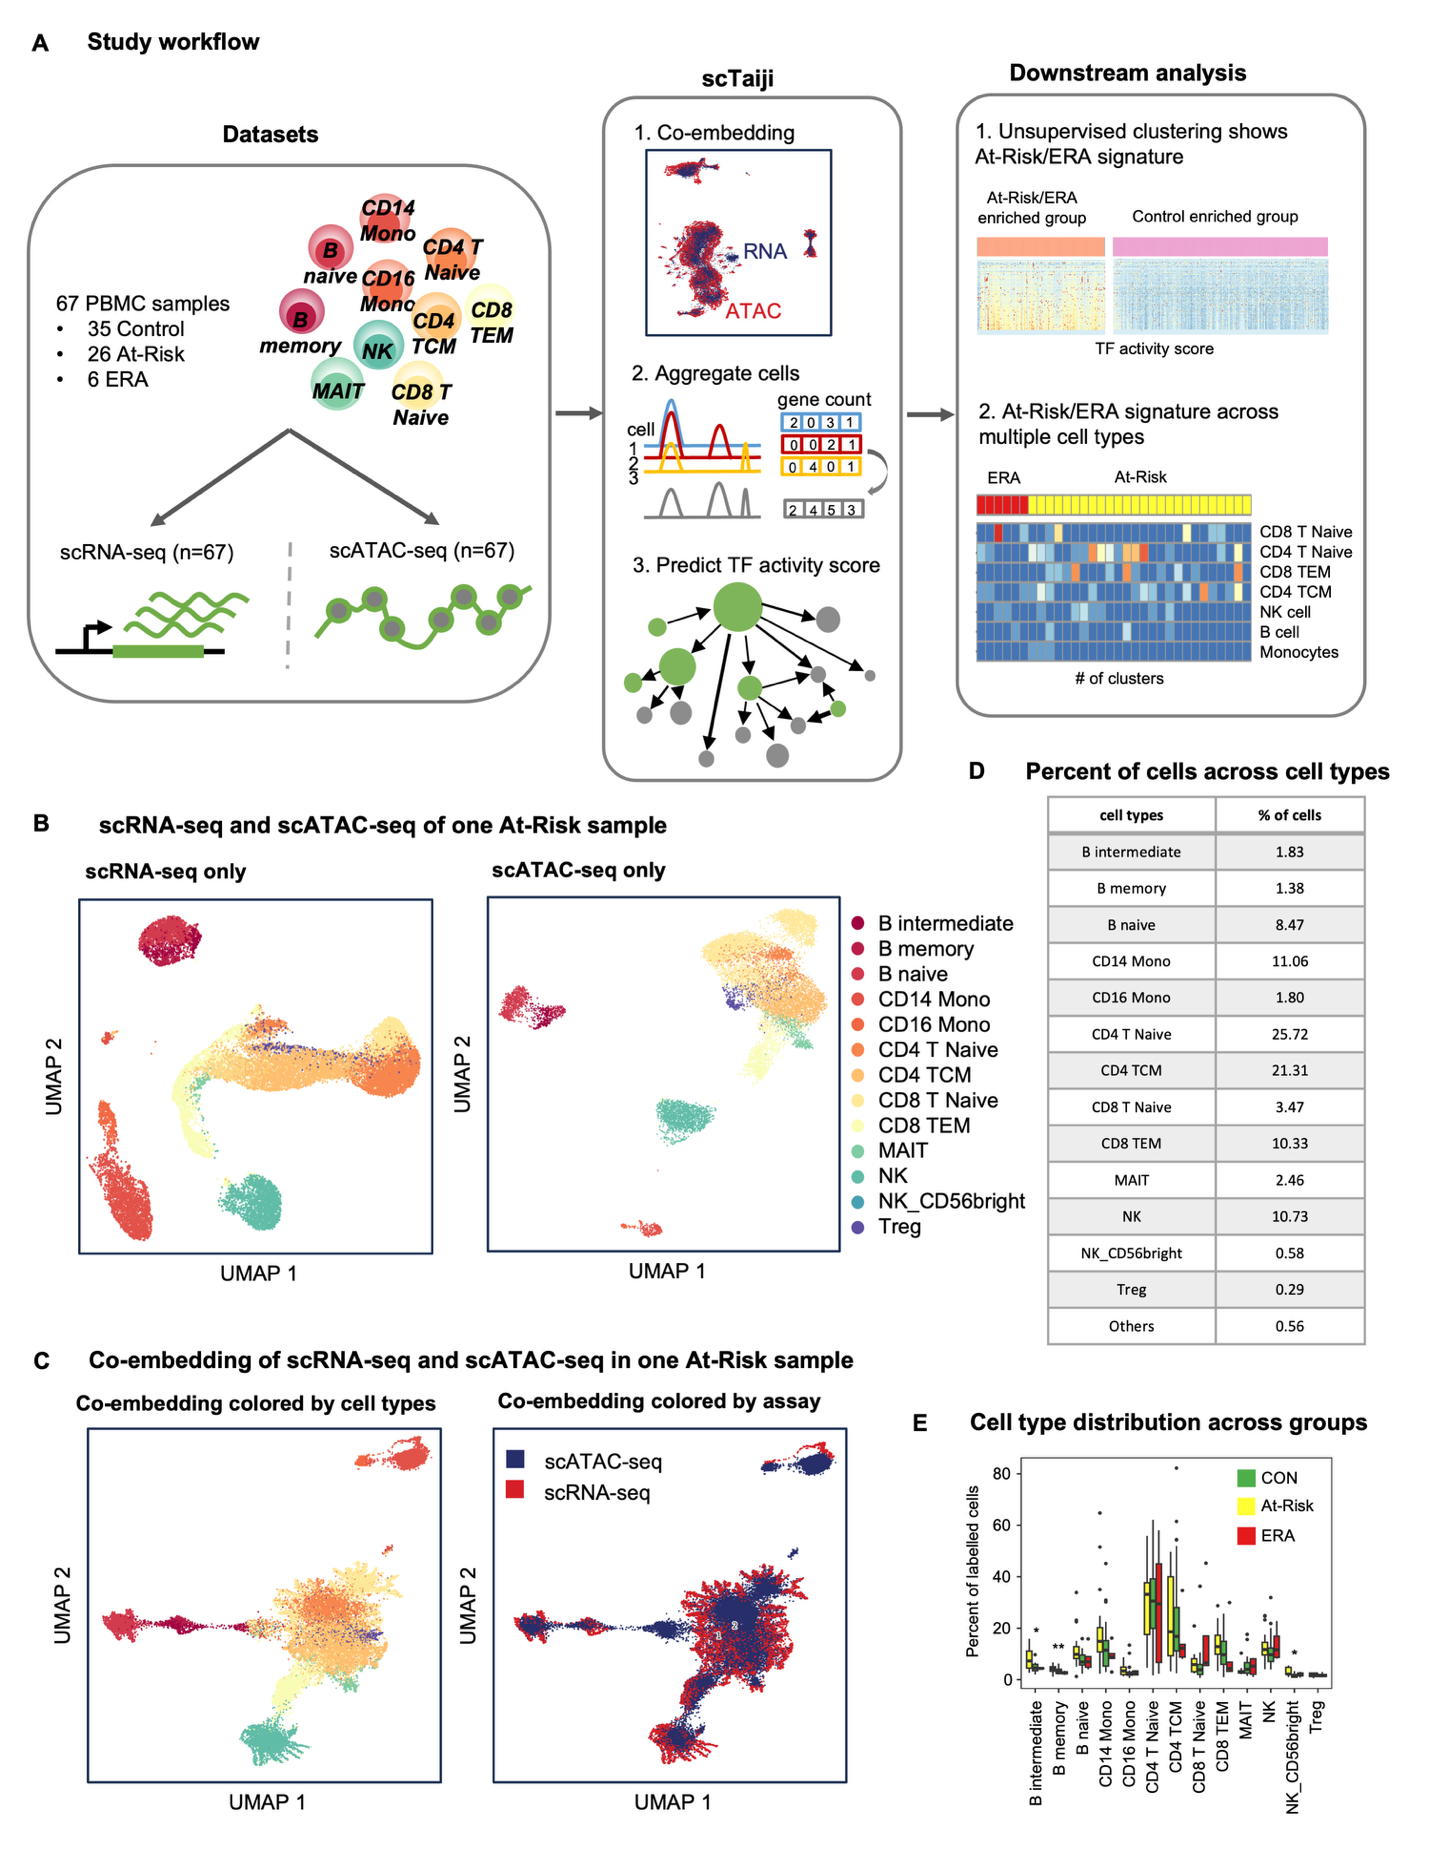 A Study workflow
Datasets
67 PBMC samples
• 35 Control
• 26 At-Risk
• 6 ERA
CD14
Mono
B
naive
CD4 T
Naive
CD16
Mono
B
memory
CD4
TCM
CD8
TEM
NK
MAIT
CD8 T
Naive
scRNA-seq (n=67)
scATAC-seq (n=67)
scTaiji
1. Co-embedding
RNA
ATAC
2. Aggregate cells
gene count
cell
1
2
3
2 0 3 1
0 0 2 1
0 4 0 1
2 4 5 3
3. Predict TF activity score
Downstream analysis
1. Unsupervised clustering shows
At-Risk/ERA signature
At-Risk/ERA
enriched group
Control enriched group
TF activity score
2. At-Risk/ERA signature across
multiple cell types
ERA
At-Risk
CD8 T Naive
CD4 T Naive
CD8 TEM
CD4 TCM
NK cell
B cell
Monocytes
# of clusters
B scRNA-seq and scATAC-seq of one At-Risk sample
scRNA-seq only
UMAP 2
UMAP 1
scATAC-seq only
UMAP 2
UMAP 1
B intermediate
B memory
B naive
CD14 Mono
CD16 Mono
CD4 T Naive
CD4 TCM
CD8 T Naive
CD8 TEM
MAIT
NK
NK_CD56bright
Treg
D Percent of cells across cell types
cell types % of cells
B intermediate 1.83
B memory 1.38
B naive 8.47
CD14 Mono 11.06
CD16 Mono 1.80
CD4 T Naive 25.72
CD4 TCM 21.31
CD8 T Naive 3.47
CD8 TEM 10.33
MAIT 2.46
NK 10.73
NK_CD56bright 0.58
Treg 0.29
Others 0.56
C Co-embedding of scRNA-seq and scATAC-seq in one At-Risk sample
Co-embedding colored by cell types
UMAP 2
UMAP 1
Co-embedding colored by assay
scATAC-seq
scRNA-seq
1
2
UMAP 2
UMAP 1
E Cell type distribution across groups
Percent of labelled cells
80
60
40
20
0
CON
At-Risk
ERA
*
**
*
B intermediate
B memory
B naive
CD14 Mono
CD16 Mono
CD4 T Naive
CD4 TCM
CD8 T Naive
CD8 TEM
MAIT
NK
NK_CD56bright
Treg